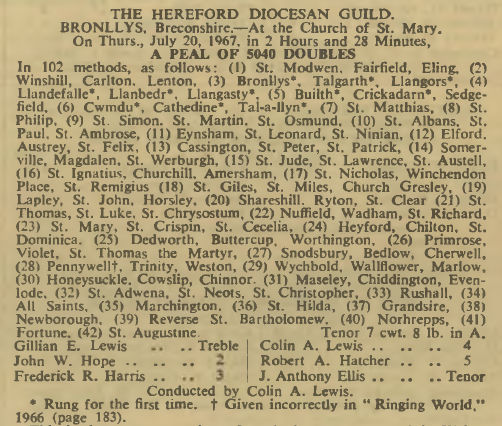 THE HEREFORD DIOCESAN GUILD.
BRONLLYS, Breconshire.—At the Church of St. Mary.
On Thurs., July 20, 1967, in 2 Hours and 28 Minutes,
A PEAL OF 5040 DOUBLES
In 102 methods, as follows: (1) St. Modwen, Fairfield, Eling, (2)
Winshill, Carlton, Lenton, (3) Bronllys*, Talgarth*, Llangors*, (4)
Llandefalle*, Llanbedr*, Llangasty*, (5) Builth*, Crickadarn*, Sedge-
field, (6) Cwmdu*, Cathedine*, Tal-a-llyn*, (7) St. Matthias, (8) St.
Philip, (9) St. Simon, St. Martin, St. Osmund, (10) St. Albans, St.
Paul, St. Ambrose, (11) Eynsham, St. Leonard, St. Ninian, (12) Elford,
Austrey, St. Felix, (13) Cassington, St. Peter, St. Patrick, (14) Somer-
ville, Magdalen, St. Werburgh, (15) St. Jude, St. Lawrence, St. Austell,
(16) St. Ignatius, Churchill, Amersham, (17) St. Nicholas, Winchendon
Place, St. Remigius (18) St. Giles, St. Miles, Church Gresley, (19)
Lapley, St. John, Horsley, (20) Shareshill, Ryton, St. Clear (21) St.
Thomas, St. Luke, St. Chrysostum, (22) Nuffield, Wadham, St. Richard,
(23) St. Mary, St. Crispin, St. Cecelia, (24) Heyford, Chilton, St.
Dominica, (25) Dedworth, Buttercup, Worthington, (26) Primrose,
Violet, St. Thomas the Martyr, (27) Snodsbury, Bedlow, Cherwell,
(28) Pennywell†, Trinity, Weston, (29) Wychbold, Wallflower, Marlow,
(30) Honeysuckle, Cowslip, Chinnor, (31) Maseley, Chiddington, Even-
lode, (32) St. Adwena, St. Neots, St. Christopher, (33) Rushall, (34)
All Saints, (35) Marchington, (36) St. Hilda, (37) Grandsire, (38)
Newborough, (39) Reverse St. Bartholomew, (40) Norhrepps, (41)
Fortune, (42) St. Augustine. Tenor 7 cwt. 8 lb. in A.
Gillian E. Lewis .. .. Treble | Colin A. Lewis .. .. .. 4
John W. Hope .. .. .. 2 | Robert A. Hatcher .. .. 5
Frederick R. Harris .. .. 3 | J. Anthony Ellis .. .. Tenor
Conducted by Colin A. Lewis.
* Rung for the first time. † Given incorrectly in "Ringing World,"
1966 (page 183).